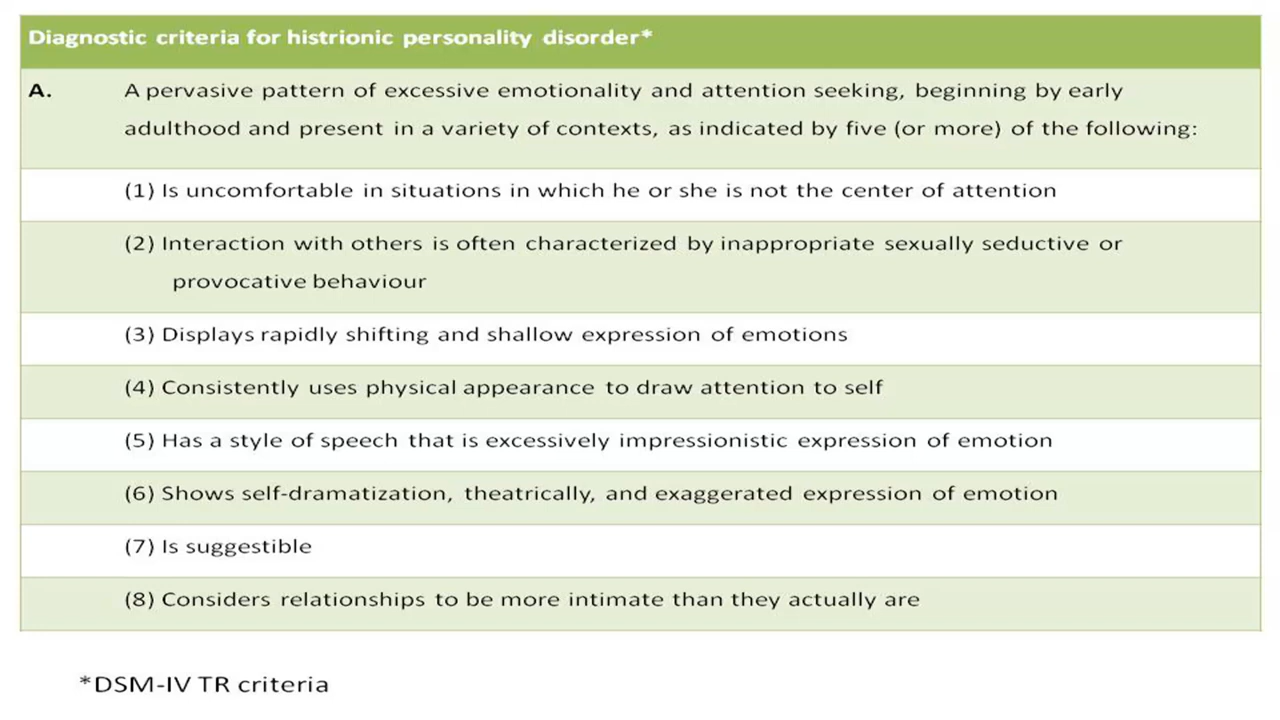 Diagnostic criteria for histrionic personality disorder*
A. A pervasive pattern of excessive emotionality and attention seeking, beginning by early
adulthood and present in a variety of contexts, as indicated by five (or more) of the following:
(1) Is uncomfortable in situations in which he or she is not the center of attention
(2) Interaction with others is often characterized by inappropriate sexually seductive or
provocative behaviour
(3) Displays rapidly shifting and shallow expression of emotions
(4) Consistently uses physical appearance to draw attention to self
(5) Has a style of speech that is excessively impressionistic expression of emotion
(6) Shows self-dramatization, theatrically, and exaggerated expression of emotion
(7) Is suggestible
(8) Considers relationships to be more intimate than they actually are
*DSM-IV TR criteria